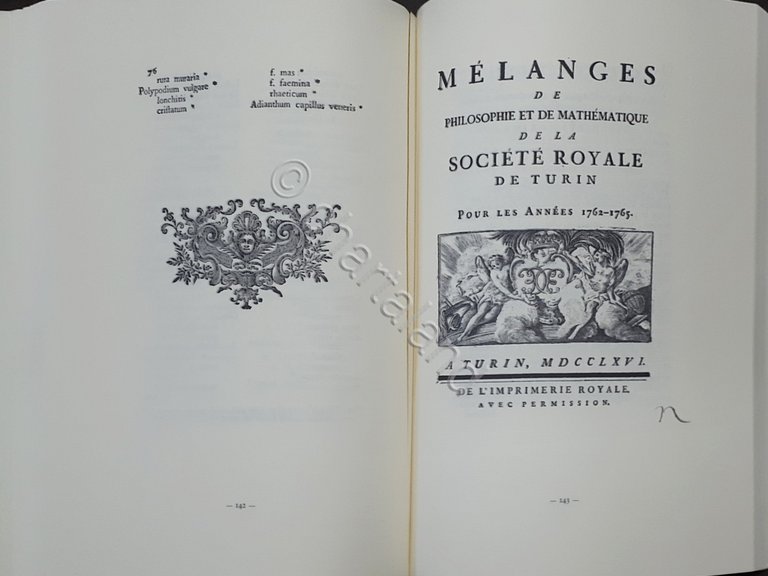 76
ruta muraria *
Polypodium vulgare *
lonchitis *
cristatum *
f. mas *
f. faemina *
rhaeticum *
Adianthum capillus veneris *
— 142 —
MÉLANGES
DE
PHILOSOPHIE ET DE MATHÉMATIQUE
DE LA
SOCIÉTÉ ROYALE
DE TURIN
POUR LES ANNÉES 1762-1765.
A TURIN, MDCCLXVI.
DE L'IMPRIMERIE ROYALE.
AVEC PERMISSION.
n
— 143 —
© chartaland